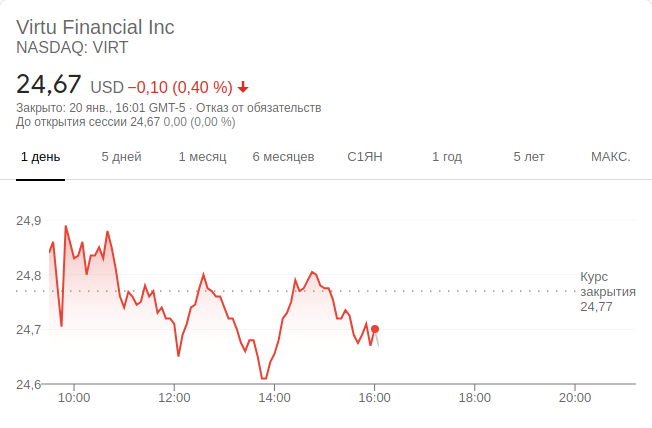 Virtu Financial Inc
NASDAQ: VIRT
24,67 USD −0,10 (0,40 %)
Закрыто: 20 янв., 16:01 GMT-5 · Отказ от обязательств
До открытия сессии 24,67 0,00 (0,00 %)
1 день 5 дней 1 месяц 6 месяцев С1ЯН 1 год 5 лет МАКС.
24,9
24,8
Курс
закрытия
24,77
24,7
24,6
10:00 12:00 14:00 16:00 18:00 20:00